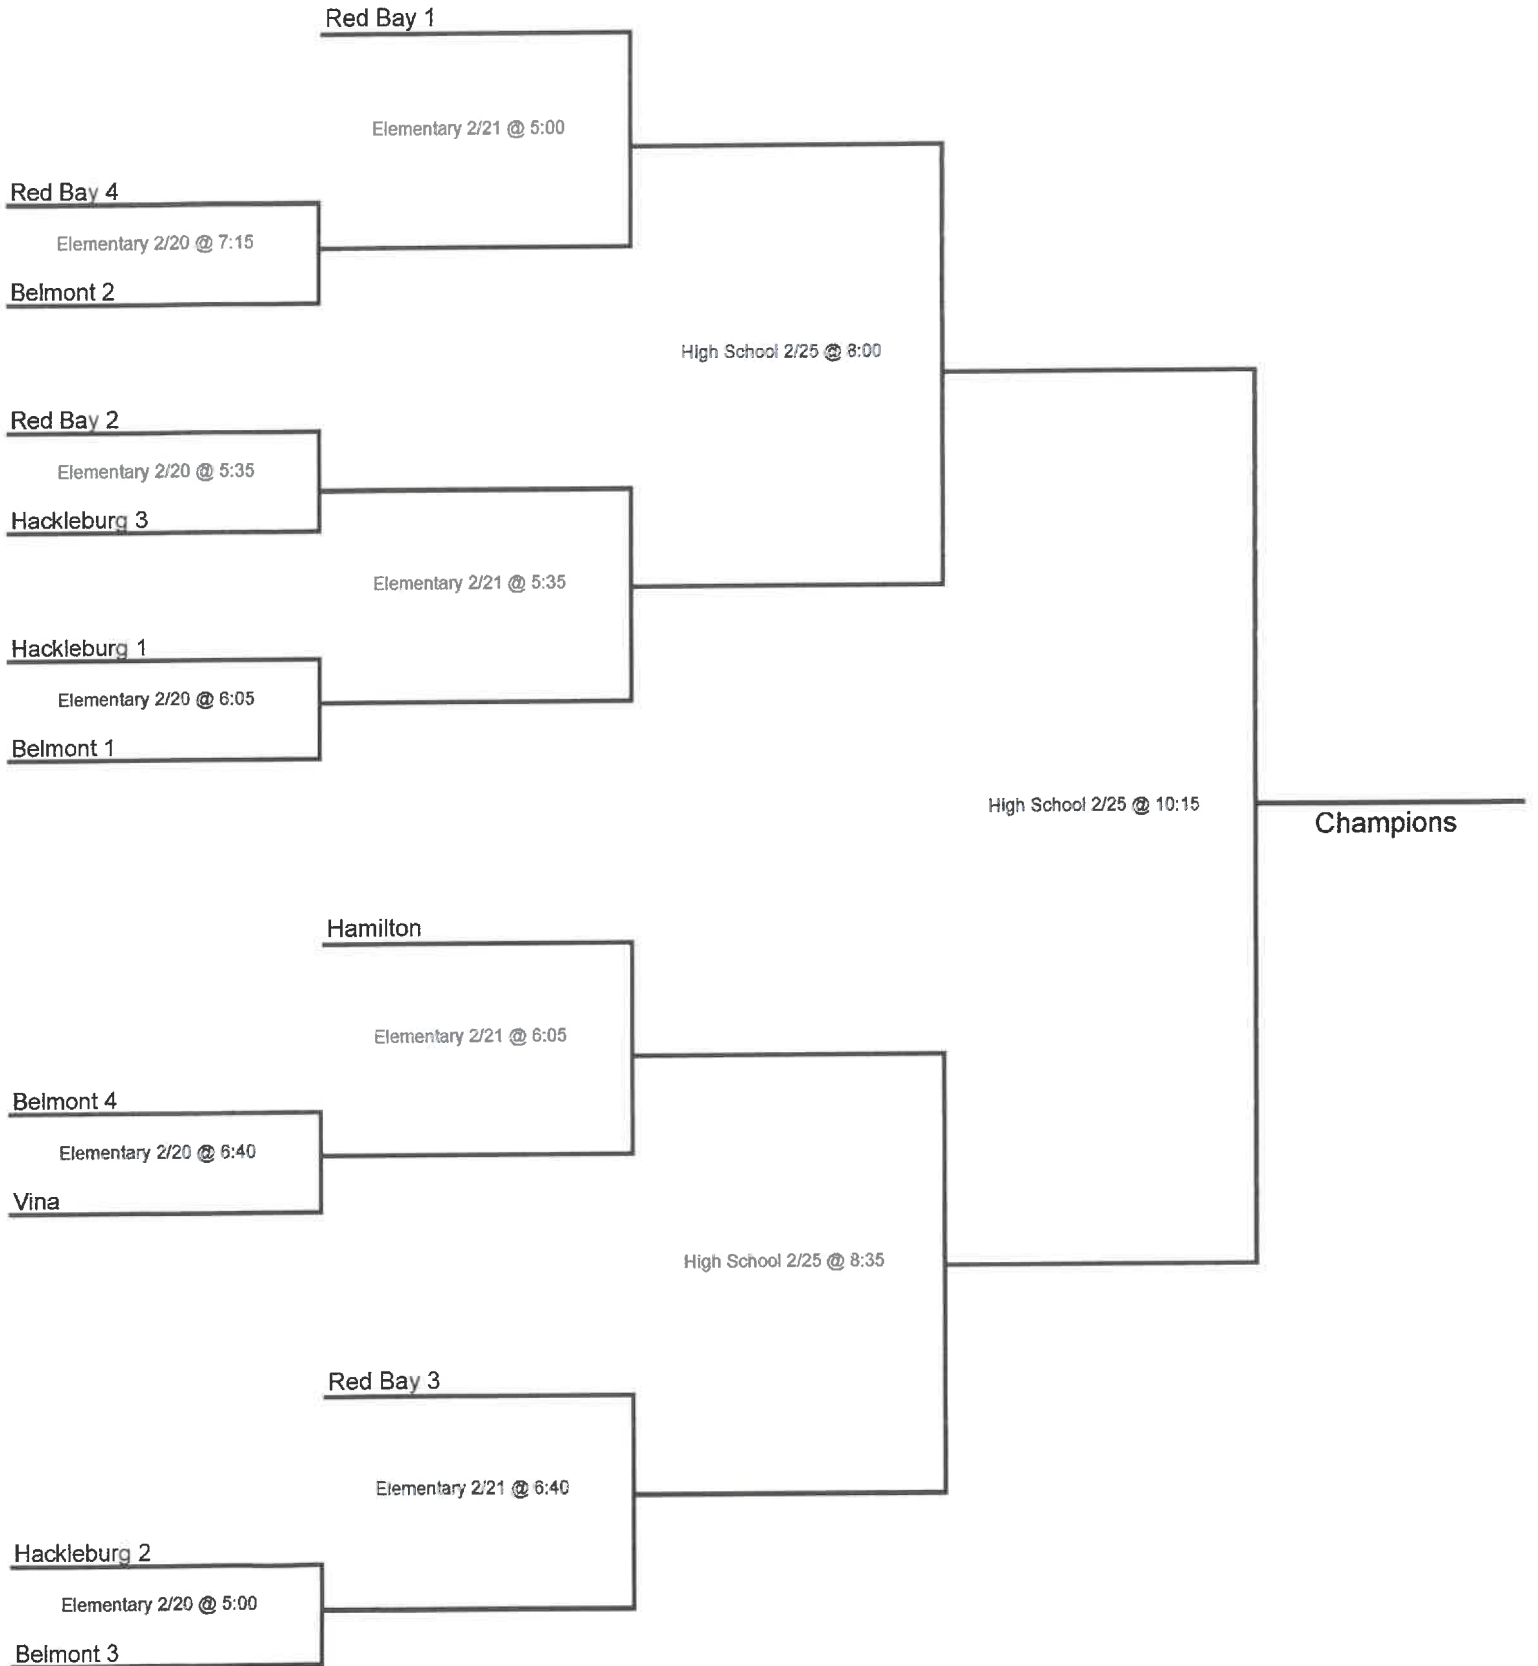 Red Bay 1
Elementary 2/21 @ 5:00
Red Bay 4
Elementary 2/20 @ 7:15
Belmont 2
High School 2/25 @ 8:00
Red Bay 2
Elementary 2/20 @ 5:35
Hackleburg 3
Elementary 2/21 @ 5:35
Hackleburg 1
Elementary 2/20 @ 6:05
Belmont 1
High School 2/25 @ 10:15
Champions
Hamilton
Elementary 2/21 @ 6:05
Belmont 4
Elementary 2/20 @ 6:40
Vina
High School 2/25 @ 8:35
Red Bay 3
Elementary 2/21 @ 6:40
Hackleburg 2
Elementary 2/20 @ 5:00
Belmont 3